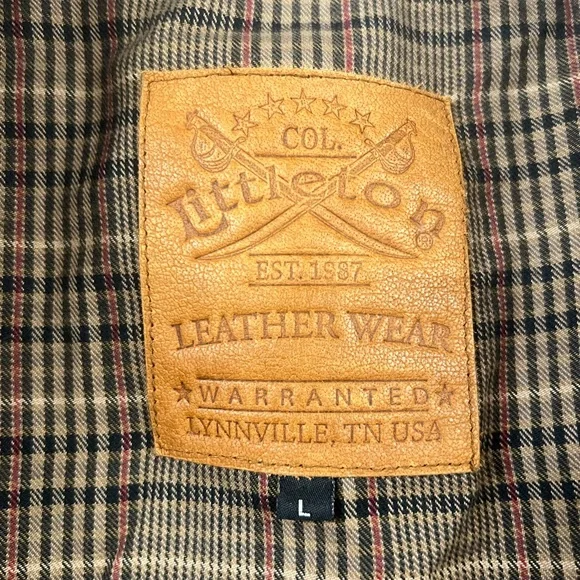 COL.
Littleton®
EST. 1987
LEATHER WEAR
WARRANTED
LYNNVILLE, TN USA
L